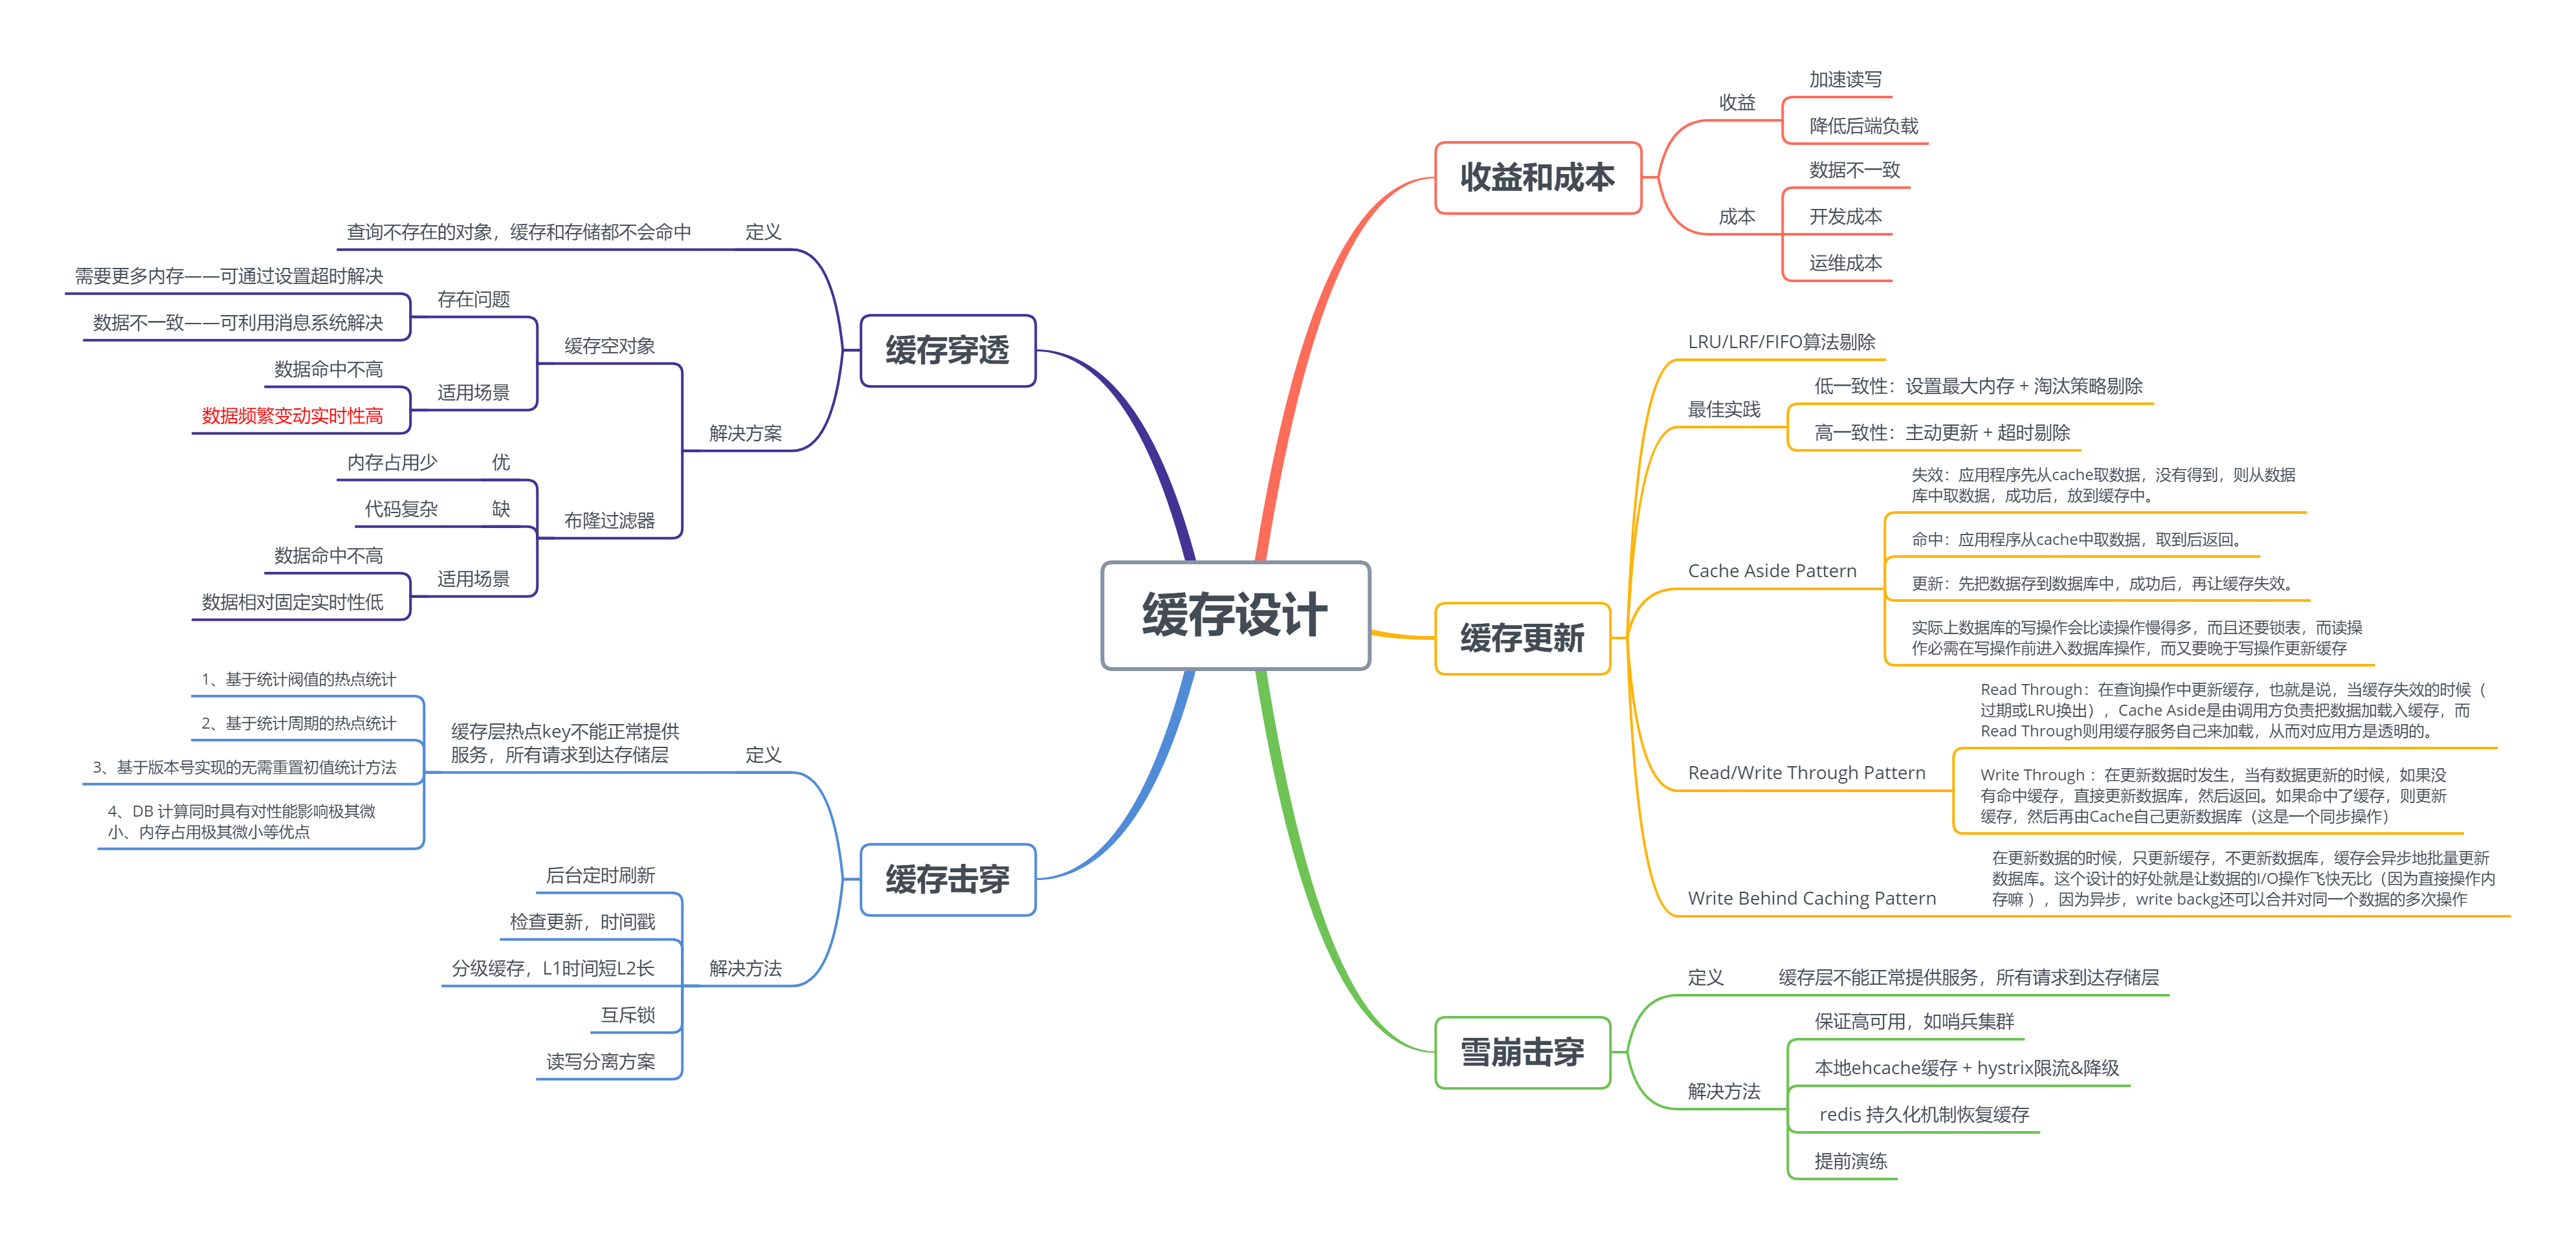 缓存设计
收益和成本
收益
加速读写
降低后端负载
成本
数据不一致
开发成本
运维成本
缓存更新
LRU/LRF/FIFO算法剔除
最佳实践
低一致性：设置最大内存 + 淘汰策略剔除
高一致性：主动更新 + 超时剔除
Cache Aside Pattern
失效：应用程序先从cache取数据，没有得到，则从数据
库中取数据，成功后，放到缓存中。
命中：应用程序从cache中取数据，取到后返回。
更新：先把数据存到数据库中，成功后，再让缓存失效。
实际上数据库的写操作会比读操作慢得多，而且还要锁表，而读操
作必需在写操作前进入数据库操作，而又要晚于写操作更新缓存
Read/Write Through Pattern
Read Through：在查询操作中更新缓存，也就是说，当缓存失效的时候（
过期或LRU换出），Cache Aside是由调用方负责把数据加载入缓存，而
Read Through则用缓存服务自己来加载，从而对应用方是透明的。
Write Through ：在更新数据时发生，当有数据更新的时候，如果没
有命中缓存，直接更新数据库，然后返回。如果命中了缓存，则更新
缓存，然后再由Cache自己更新数据库（这是一个同步操作）
Write Behind Caching Pattern
在更新数据的时候，只更新缓存，不更新数据库，缓存会异步地批量更新
数据库。这个设计的好处就是让数据的I/O操作飞快无比（因为直接操作内
存嘛 ），因为异步，write backg还可以合并对同一个数据的多次操作
雪崩击穿
定义
缓存层不能正常提供服务，所有请求到达存储层
解决方法
保证高可用，如哨兵集群
本地ehcache缓存 + hystrix限流&降级
redis 持久化机制恢复缓存
提前演练
缓存穿透
定义
查询不存在的对象，缓存和存储都不会命中
解决方案
缓存空对象
存在问题
需要更多内存——可通过设置超时解决
数据不一致——可利用消息系统解决
适用场景
数据命中不高
数据频繁变动实时性高
布隆过滤器
优
内存占用少
缺
代码复杂
适用场景
数据命中不高
数据相对固定实时性低
缓存击穿
定义
缓存层热点key不能正常提供
服务，所有请求到达存储层
1、基于统计阀值的热点统计
2、基于统计周期的热点统计
3、基于版本号实现的无需重置初值统计方法
4、DB 计算同时具有对性能影响极其微
小、内存占用极其微小等优点
解决方法
后台定时刷新
检查更新，时间戳
分级缓存，L1时间短L2长
互斥锁
读写分离方案